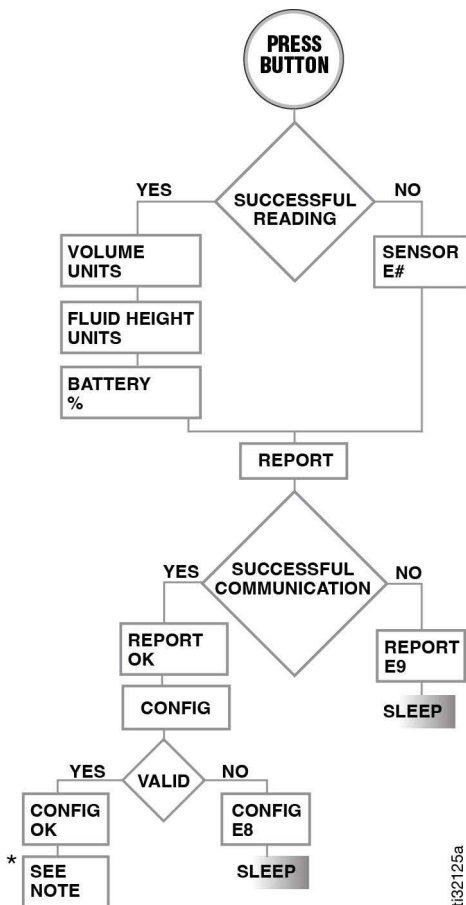 PRESS
BUTTON
YES
SUCCESSFUL
READING
NO
VOLUME
UNITS
SENSOR
E#
FLUID HEIGHT
UNITS
BATTERY
%
REPORT
YES
SUCCESSFUL
COMMUNICATION
NO
REPORT
OK
REPORT
E9
CONFIG
SLEEP
YES
VALID
NO
CONFIG
OK
CONFIG
E8
* SEE
NOTE
SLEEP
ti32125a